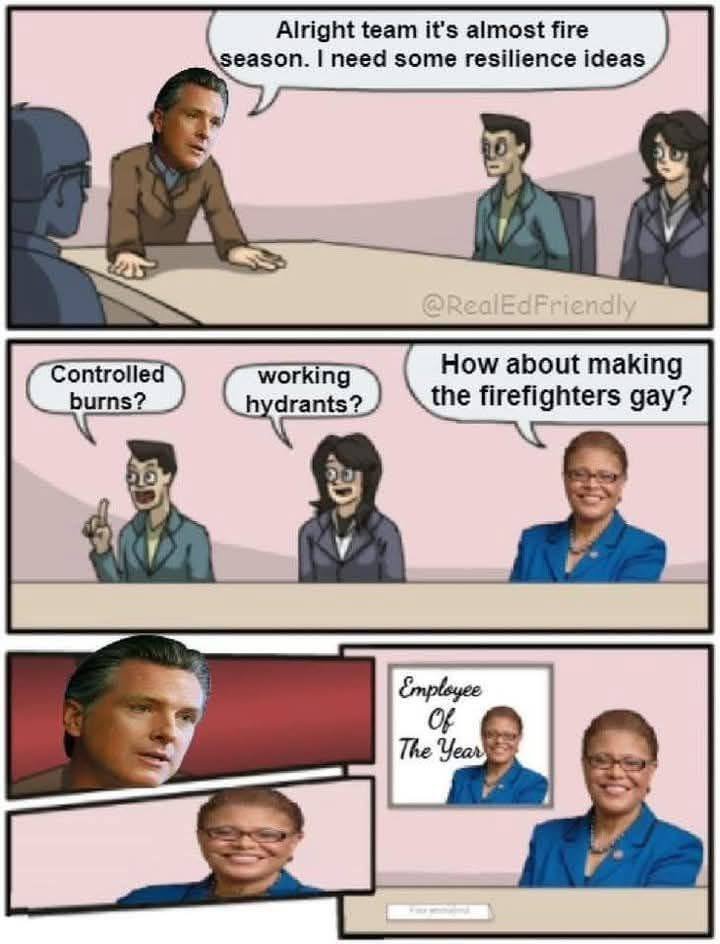 Alright team it's almost fire
season. I need some resilience ideas
@RealEdFriendly
Controlled
burns?
working
hydrants?
How about making
the firefighters gay?
Employee
Of
The Year